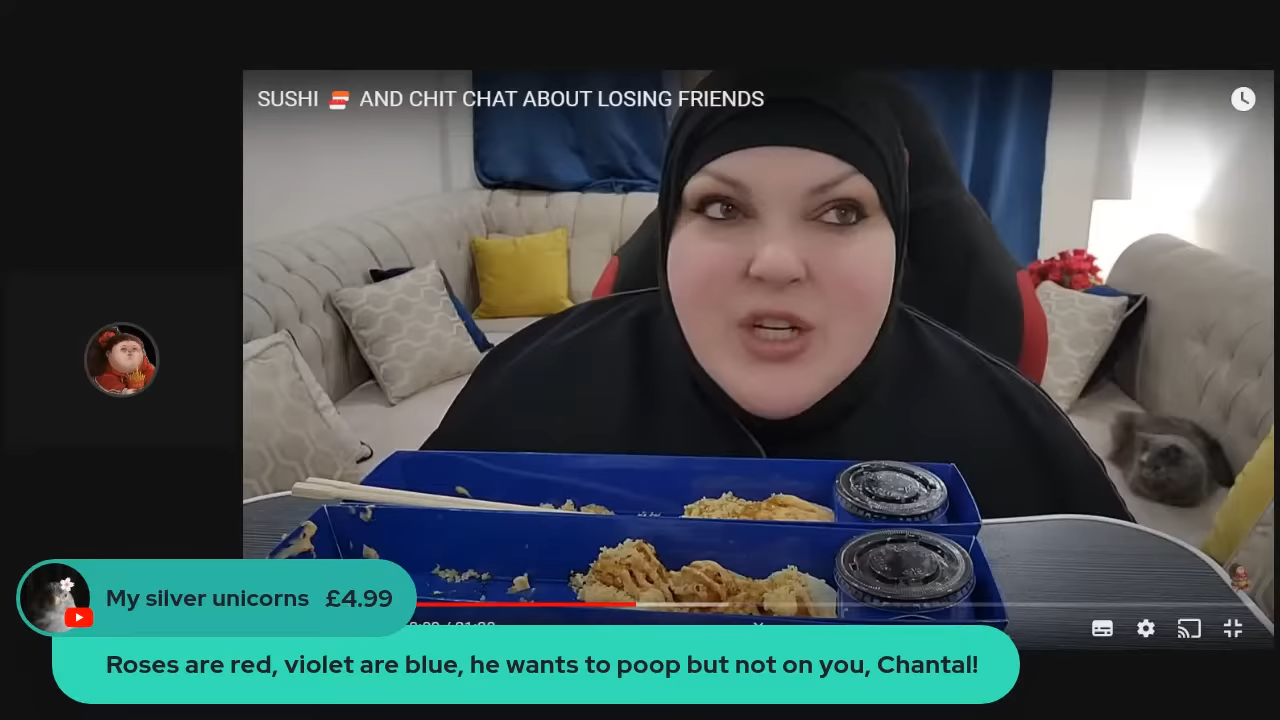 SUSHI 🍣 AND CHIT CHAT ABOUT LOSING FRIENDS
My silver unicorns £4.99
Roses are red, violet are blue, he wants to poop but not on you, Chantal!